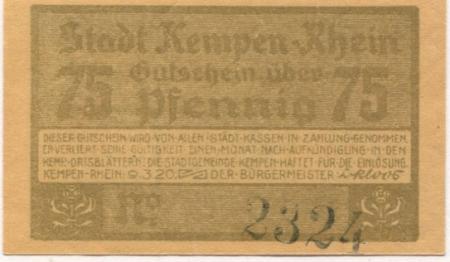 Stadt Kempen-Rhein
Gutschein über
75 Pfennig 75
DIESER GUTSCHEIN WIRD VON ALLEN STADT-KASSEN IN ZAHLUNG GENOMMEN.
ER VERLIERT SEINE GÜLTIGKEIT EINEN MONAT NACH AUFKÜNDIGUNG IN DEN
KEMP. ORTSBLÄTTERN. DIE STADTGEMEINDE KEMPEN HAFTET FÜR DIE EINLÖSUNG.
KEMPEN-RHEIN 9.3.20. DER BÜRGERMEISTER
No 2324